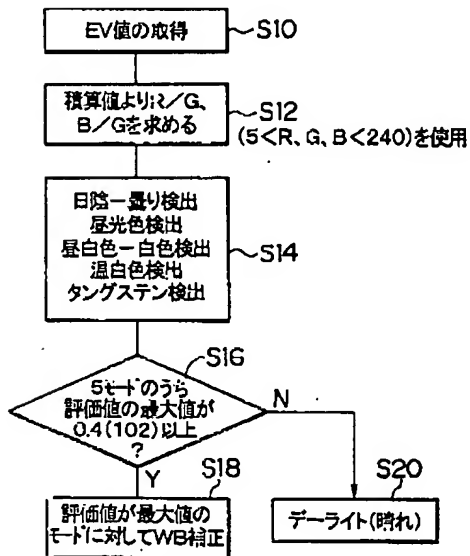 EV値の取得
S10
積算値よりR/G、
B/Gを求める
S12
(5<R、G、B<240)を使用
日陰ー曇り検出
昼光色検出
昼白色ー白色検出
温白色検出
タングステン検出
S14
S16
5モードのうち
評価値の最大値が
0.4(102)以上
?
N
Y
S18
評価値が最大値の
モードに対してWB補正
S20
デーライト(晴れ)